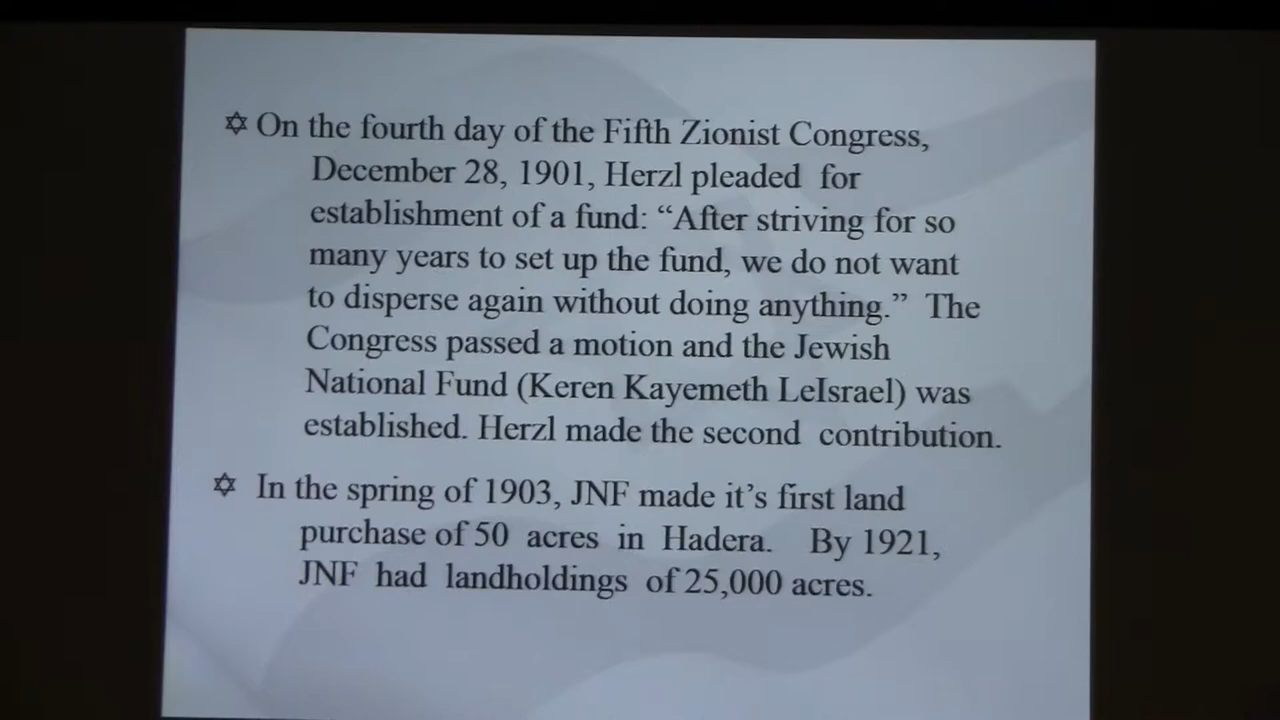 ✡ On the fourth day of the Fifth Zionist Congress,
December 28, 1901, Herzl pleaded for
establishment of a fund: “After striving for so
many years to set up the fund, we do not want
to disperse again without doing anything.” The
Congress passed a motion and the Jewish
National Fund (Keren Kayemeth LeIsrael) was
established. Herzl made the second contribution.
✡ In the spring of 1903, JNF made it’s first land
purchase of 50 acres in Hadera. By 1921,
JNF had landholdings of 25,000 acres.